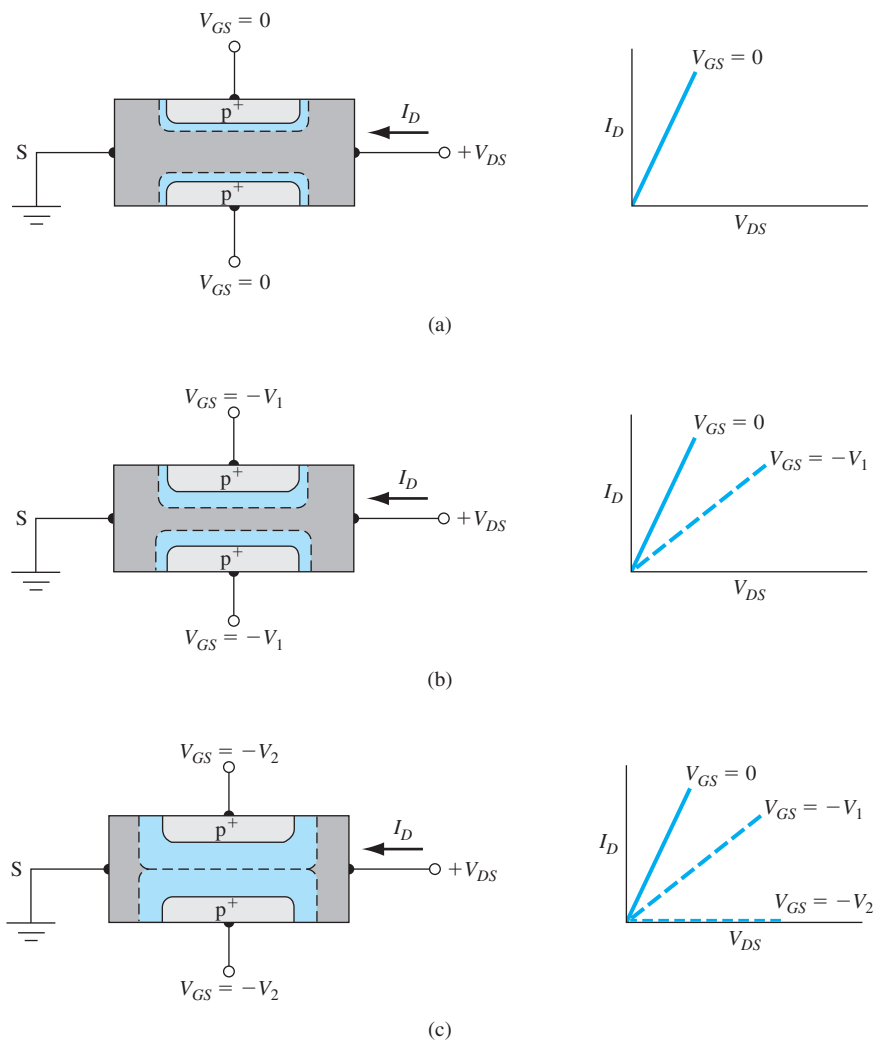 V_GS = 0
p⁺
I_D
S
+V_DS
p⁺
V_GS = 0
V_GS = 0
I_D
V_DS
(a)
V_GS = −V_1
p⁺
I_D
S
+V_DS
p⁺
V_GS = −V_1
V_GS = 0
V_GS = −V_1
I_D
V_DS
(b)
V_GS = −V_2
p⁺
I_D
S
+V_DS
p⁺
V_GS = −V_2
V_GS = 0
V_GS = −V_1
I_D
V_GS = −V_2
V_DS
(c)